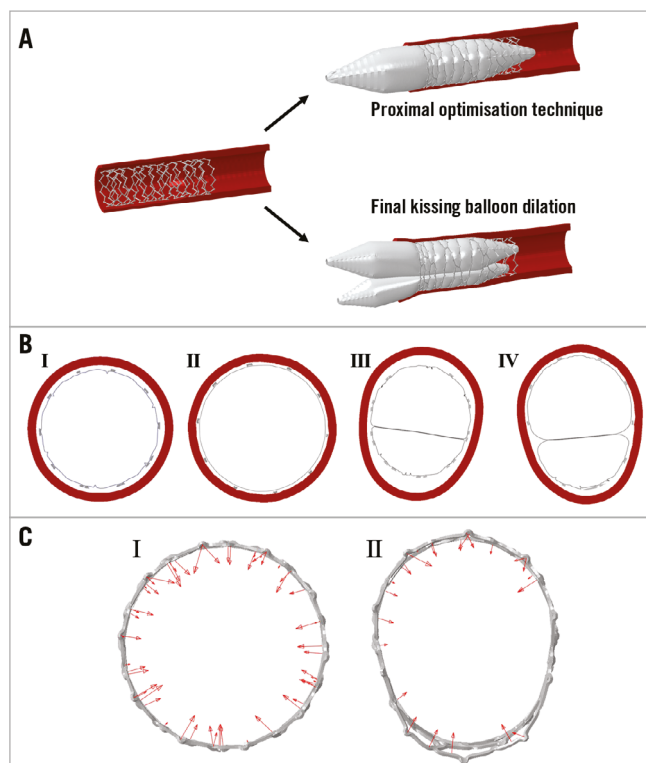 A
Proximal optimisation technique
Final kissing balloon dilation
B
I II III IV
C
I II